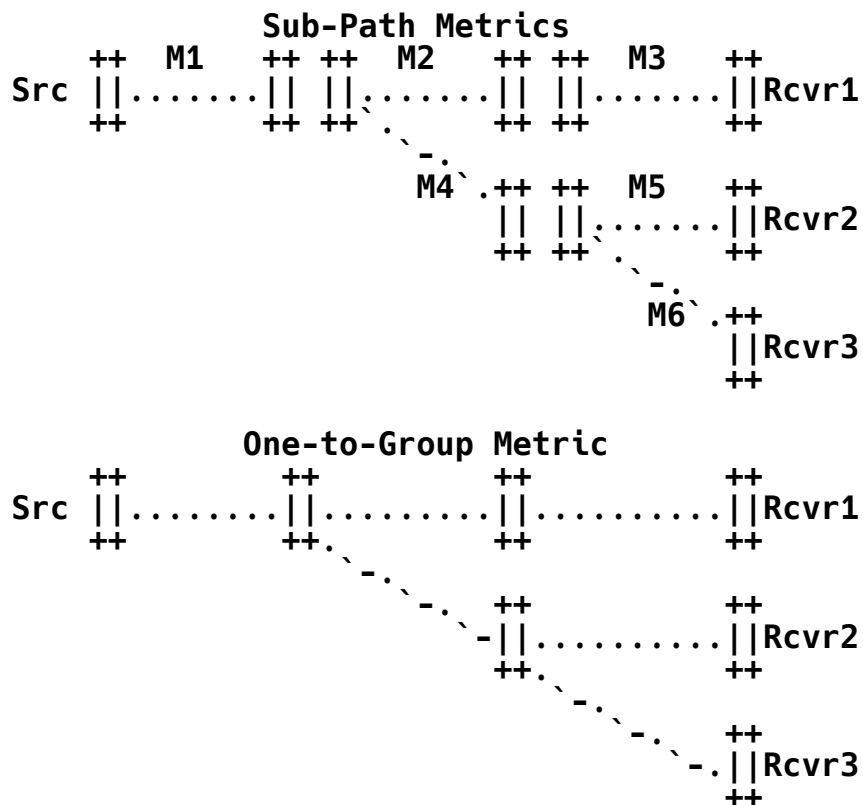 Sub-Path Metrics
++  M1   ++ ++  M2   ++ ++  M3   ++
Src ||.......|| ||.......|| ||.......||Rcvr1
++       ++ ++`.     ++ ++       ++
`-.
M4`.++ ++  M5   ++
|| ||.......||Rcvr2
++ ++`.     ++
`-.
M6`.++
||Rcvr3
++
One-to-Group Metric
++        ++         ++          ++
Src ||........||.........||..........||Rcvr1
++        ++.        ++          ++
`-.
`-. ++          ++
`-||..........||Rcvr2
++.         ++
`-.
`-.   ++
`-.||Rcvr3
++